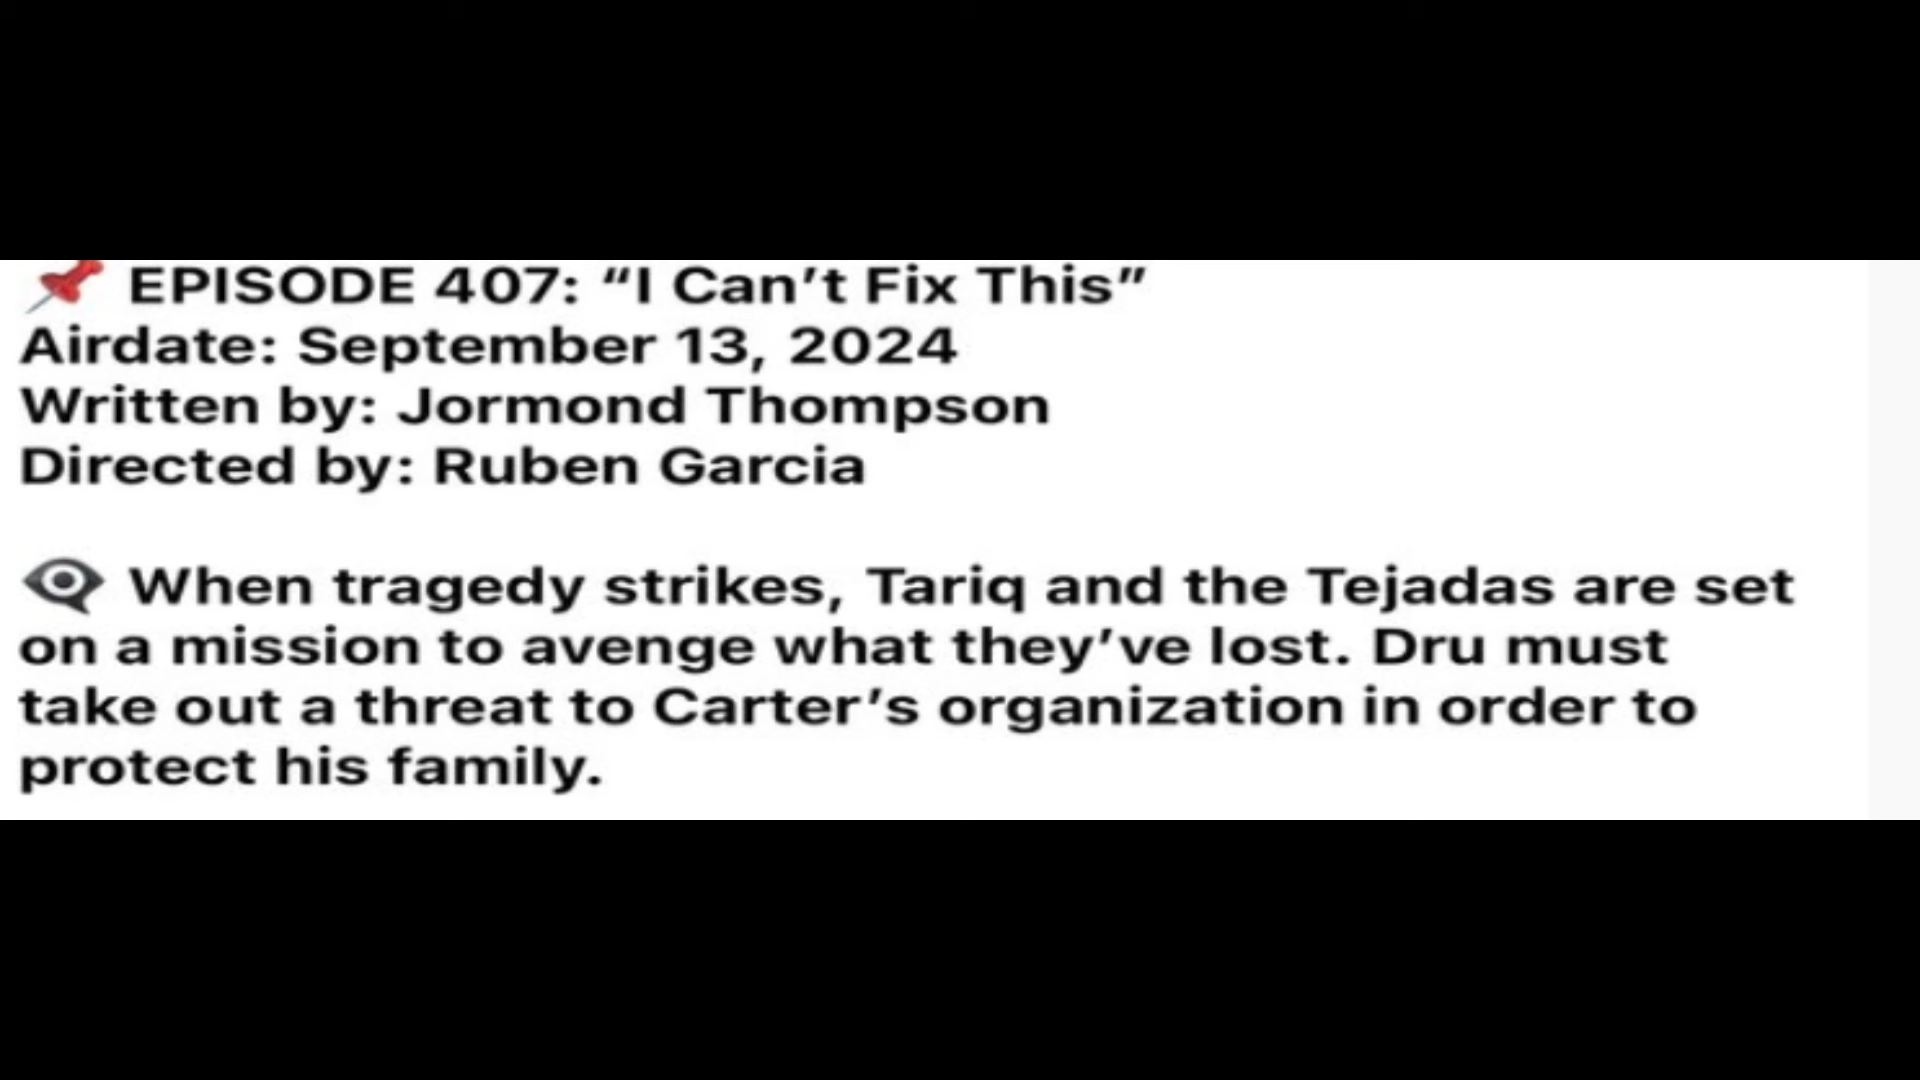 📌 EPISODE 407: “I Can’t Fix This”
Airdate: September 13, 2024
Written by: Jormond Thompson
Directed by: Ruben Garcia
👁️‍🗨️ When tragedy strikes, Tariq and the Tejadas are set
on a mission to avenge what they’ve lost. Dru must
take out a threat to Carter’s organization in order to
protect his family.